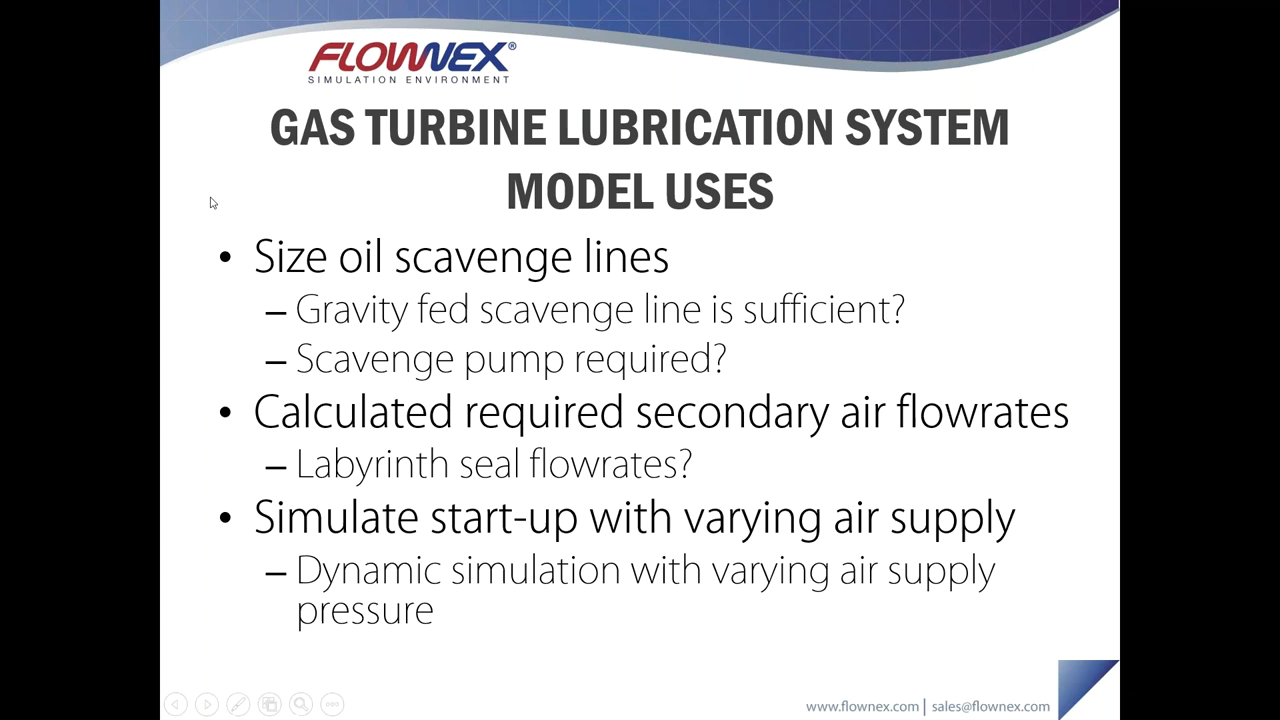 FLOWNEX®
SIMULATION ENVIRONMENT
GAS TURBINE LUBRICATION SYSTEM
MODEL USES
• Size oil scavenge lines
– Gravity fed scavenge line is sufficient?
– Scavenge pump required?
• Calculated required secondary air flowrates
– Labyrinth seal flowrates?
• Simulate start-up with varying air supply
– Dynamic simulation with varying air supply
pressure
www.flownex.com | sales@flownex.com